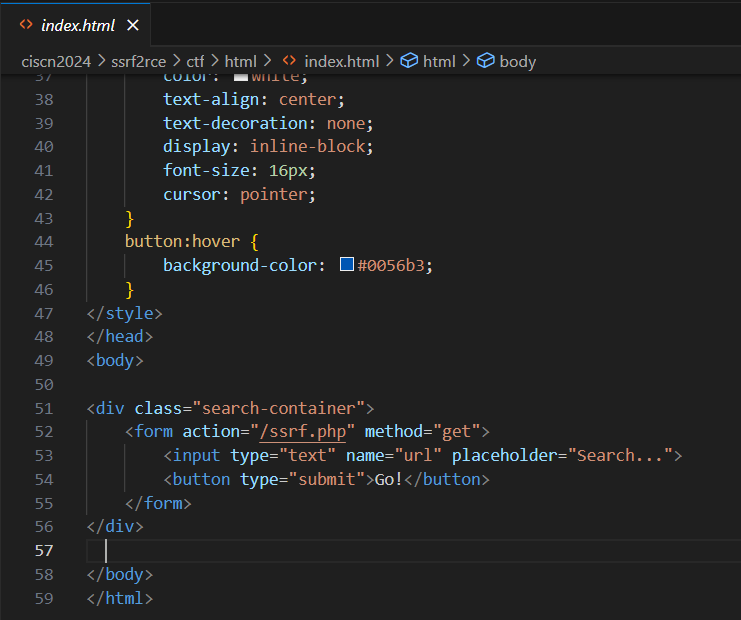 index.html
ciscn2024 > ssrf2rce > ctf > html > index.html > html > body
37 color: white;
38 text-align: center;
39 text-decoration: none;
40 display: inline-block;
41 font-size: 16px;
42 cursor: pointer;
43 }
44 button:hover {
45 background-color: #0056b3;
46 }
47 </style>
48 </head>
49 <body>
50
51 <div class="search-container">
52 <form action="/ssrf.php" method="get">
53 <input type="text" name="url" placeholder="Search...">
54 <button type="submit">Go!</button>
55 </form>
56 </div>
57
58 </body>
59 </html>